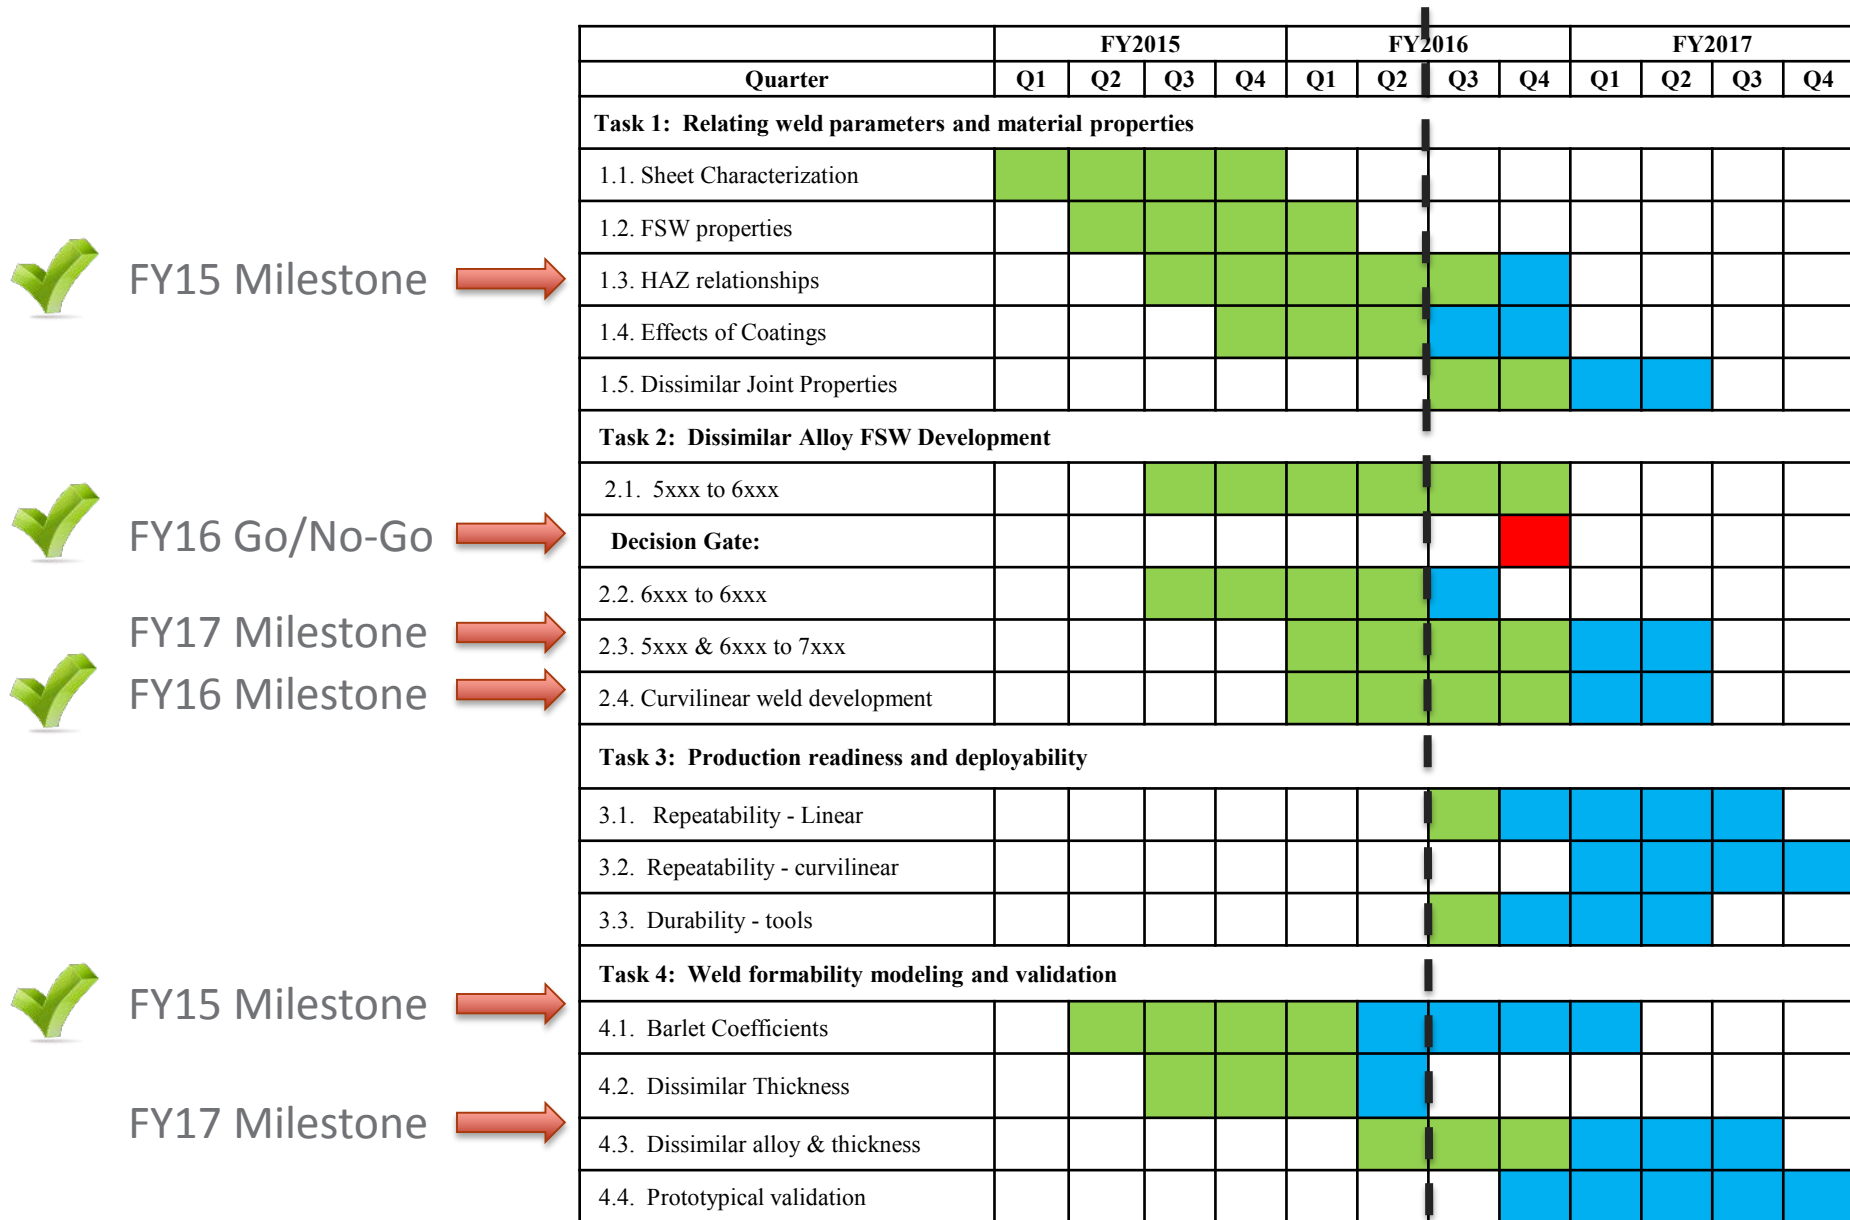 FY2015 FY2016 FY2017
Quarter Q1 Q2 Q3 Q4 Q1 Q2 Q3 Q4 Q1 Q2 Q3 Q4
Task 1: Relating weld parameters and material properties
1.1. Sheet Characterization
1.2. FSW properties
FY15 Milestone
1.3. HAZ relationships
1.4. Effects of Coatings
1.5. Dissimilar Joint Properties
Task 2: Dissimilar Alloy FSW Development
2.1. 5xxx to 6xxx
FY16 Go/No-Go
Decision Gate:
2.2. 6xxx to 6xxx
FY17 Milestone
2.3. 5xxx & 6xxx to 7xxx
FY16 Milestone
2.4. Curvilinear weld development
Task 3: Production readiness and deployability
3.1. Repeatability - Linear
3.2. Repeatability - curvilinear
3.3. Durability - tools
Task 4: Weld formability modeling and validation
FY15 Milestone
4.1. Barlet Coefficients
4.2. Dissimilar Thickness
FY17 Milestone
4.3. Dissimilar alloy & thickness
4.4. Prototypical validation